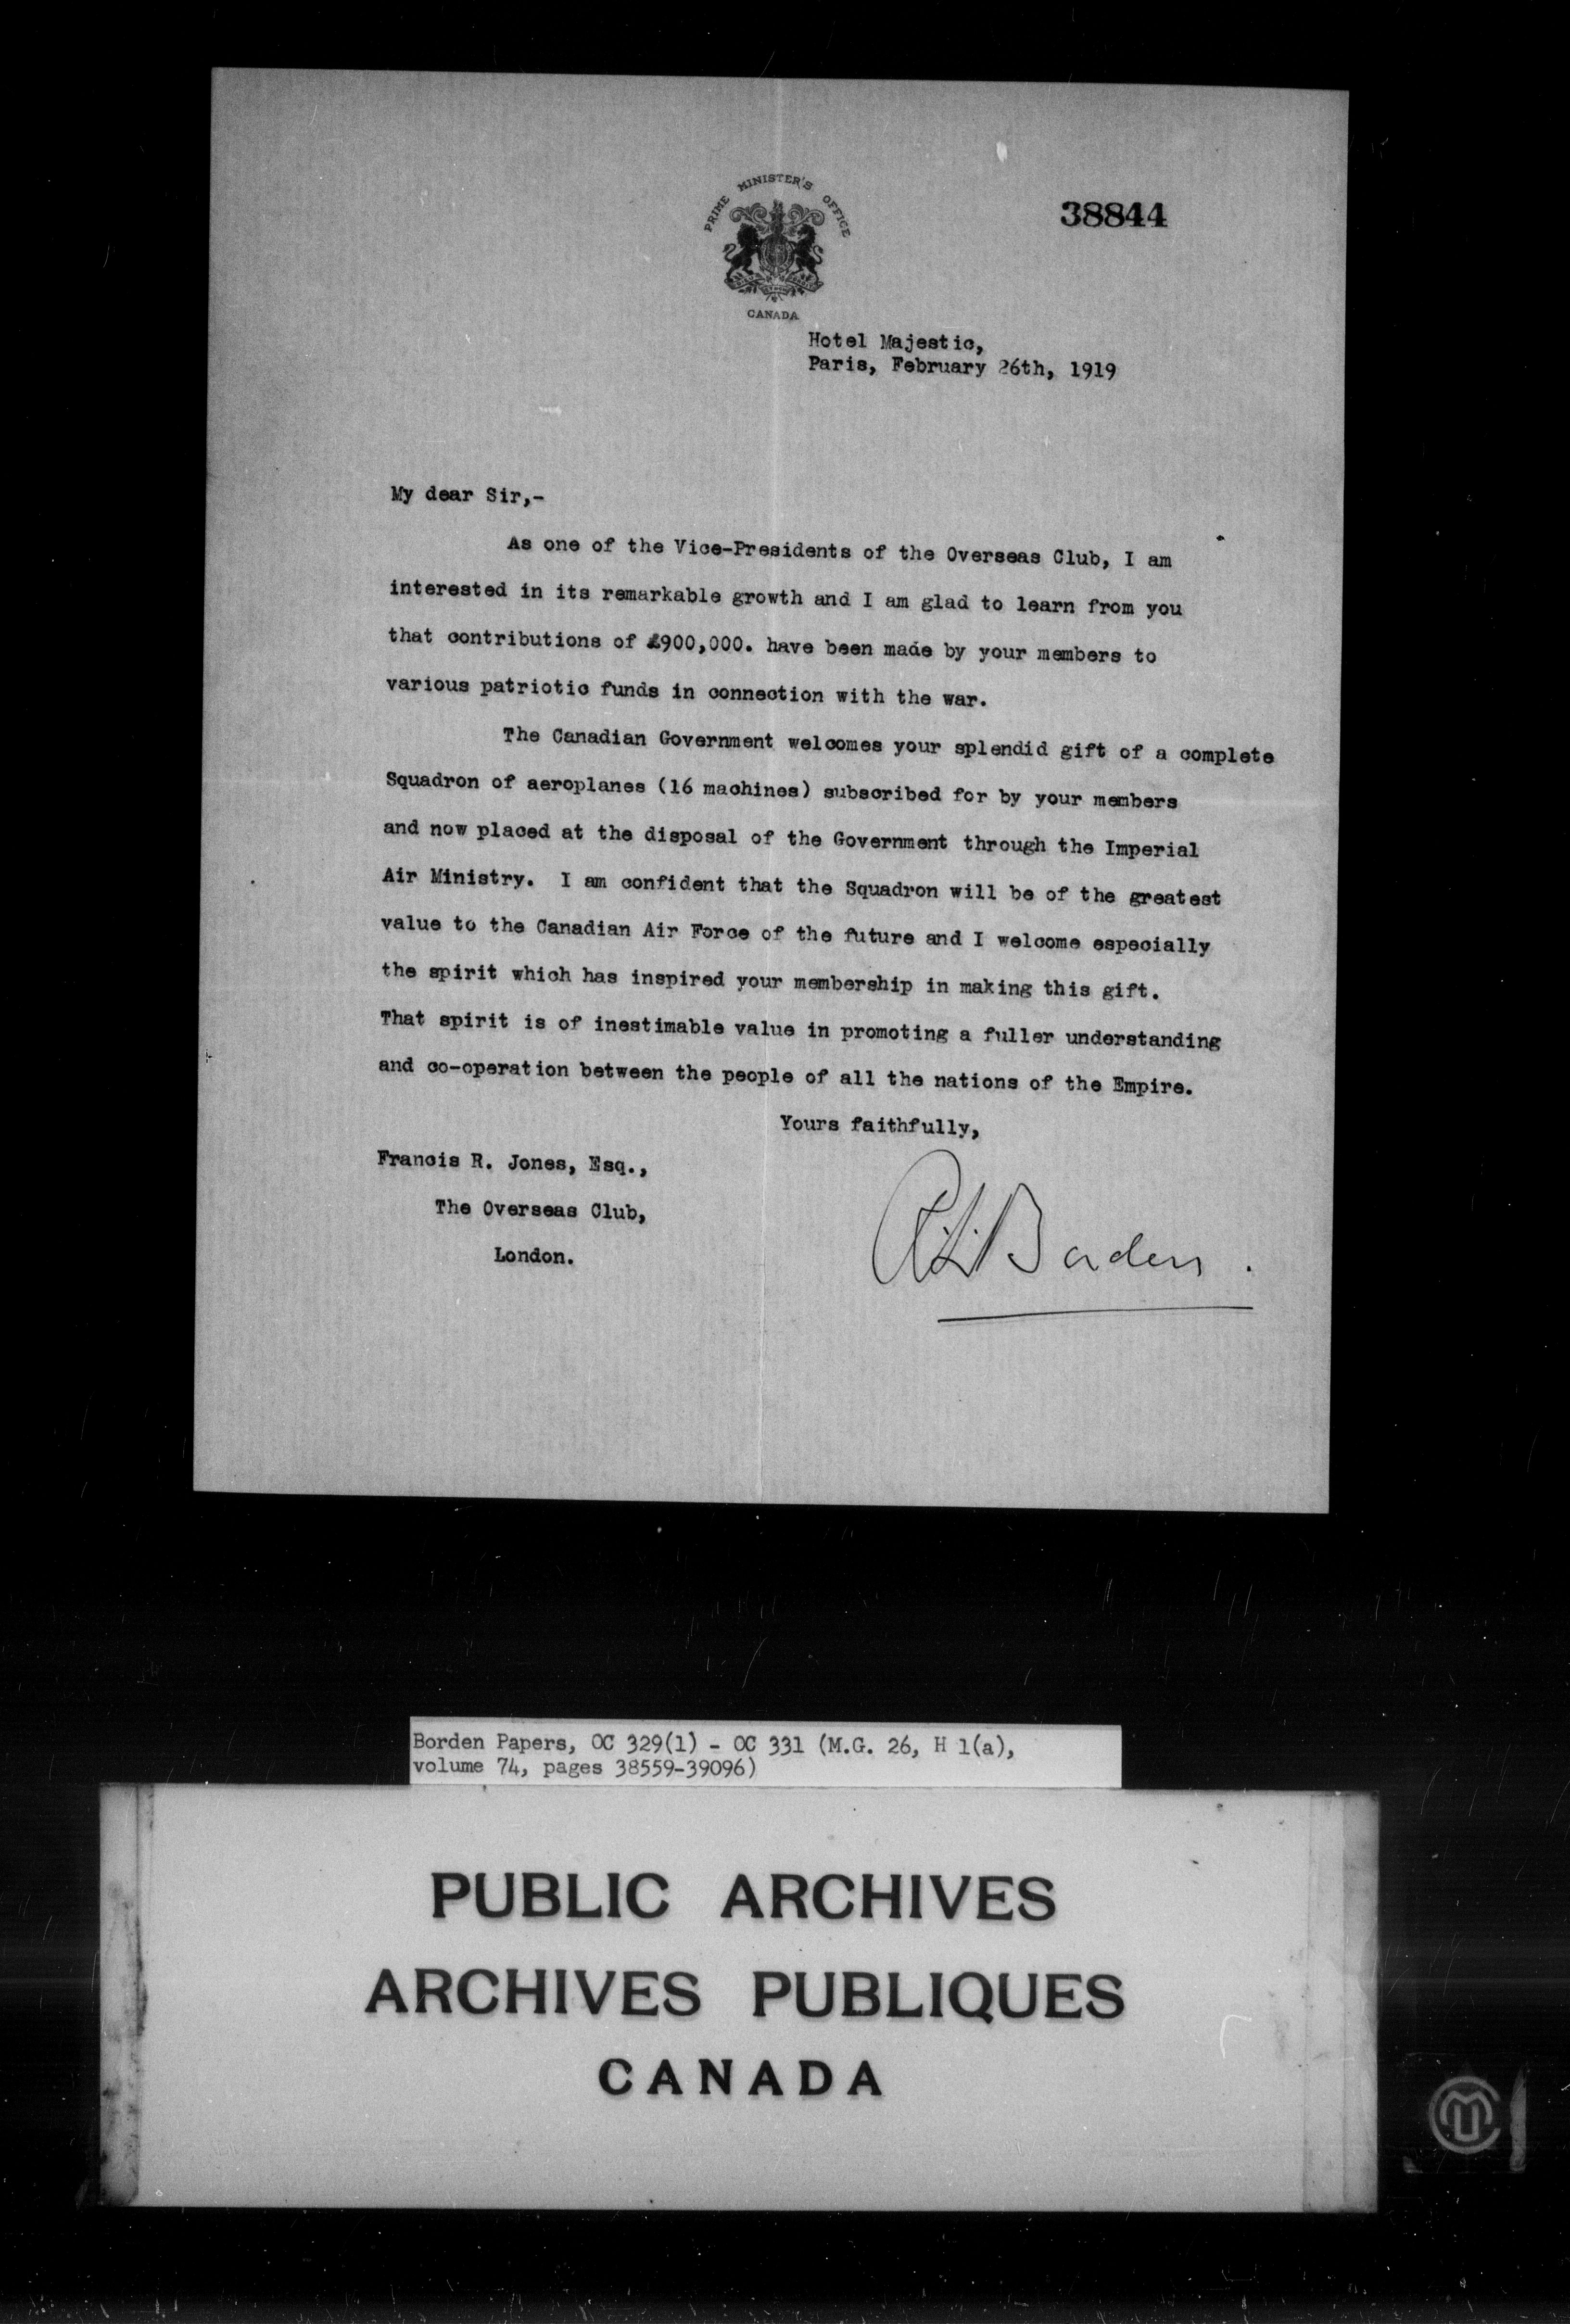 PRIME MINISTER'S OFFICE
CANADA
38844
Hotel Majestic,
Paris, February 26th, 1919
My dear Sir,-
As one of the Vice-Presidents of the Overseas Club, I am
interested in its remarkable growth and I am glad to learn from you
that contributions of £900,000. have been made by your members to
various patriotic funds in connection with the war.
The Canadian Government welcomes your splendid gift of a complete
Squadron of aeroplanes (16 machines) subscribed for by your members
and now placed at the disposal of the Government through the Imperial
Air Ministry. I am confident that the Squadron will be of the greatest
value to the Canadian Air Force of the future and I welcome especially
the spirit which has inspired your membership in making this gift.
That spirit is of inestimable value in promoting a fuller understanding
and co-operation between the people of all the nations of the Empire.
Yours faithfully,
Francis R. Jones, Esq.,
The Overseas Club,
London.
R.L. Borden.
Borden Papers, OC 329(1) - OC 331 (M.G. 26, H 1(a),
volume 74, pages 38559-39096)
PUBLIC ARCHIVES
ARCHIVES PUBLIQUES
CANADA